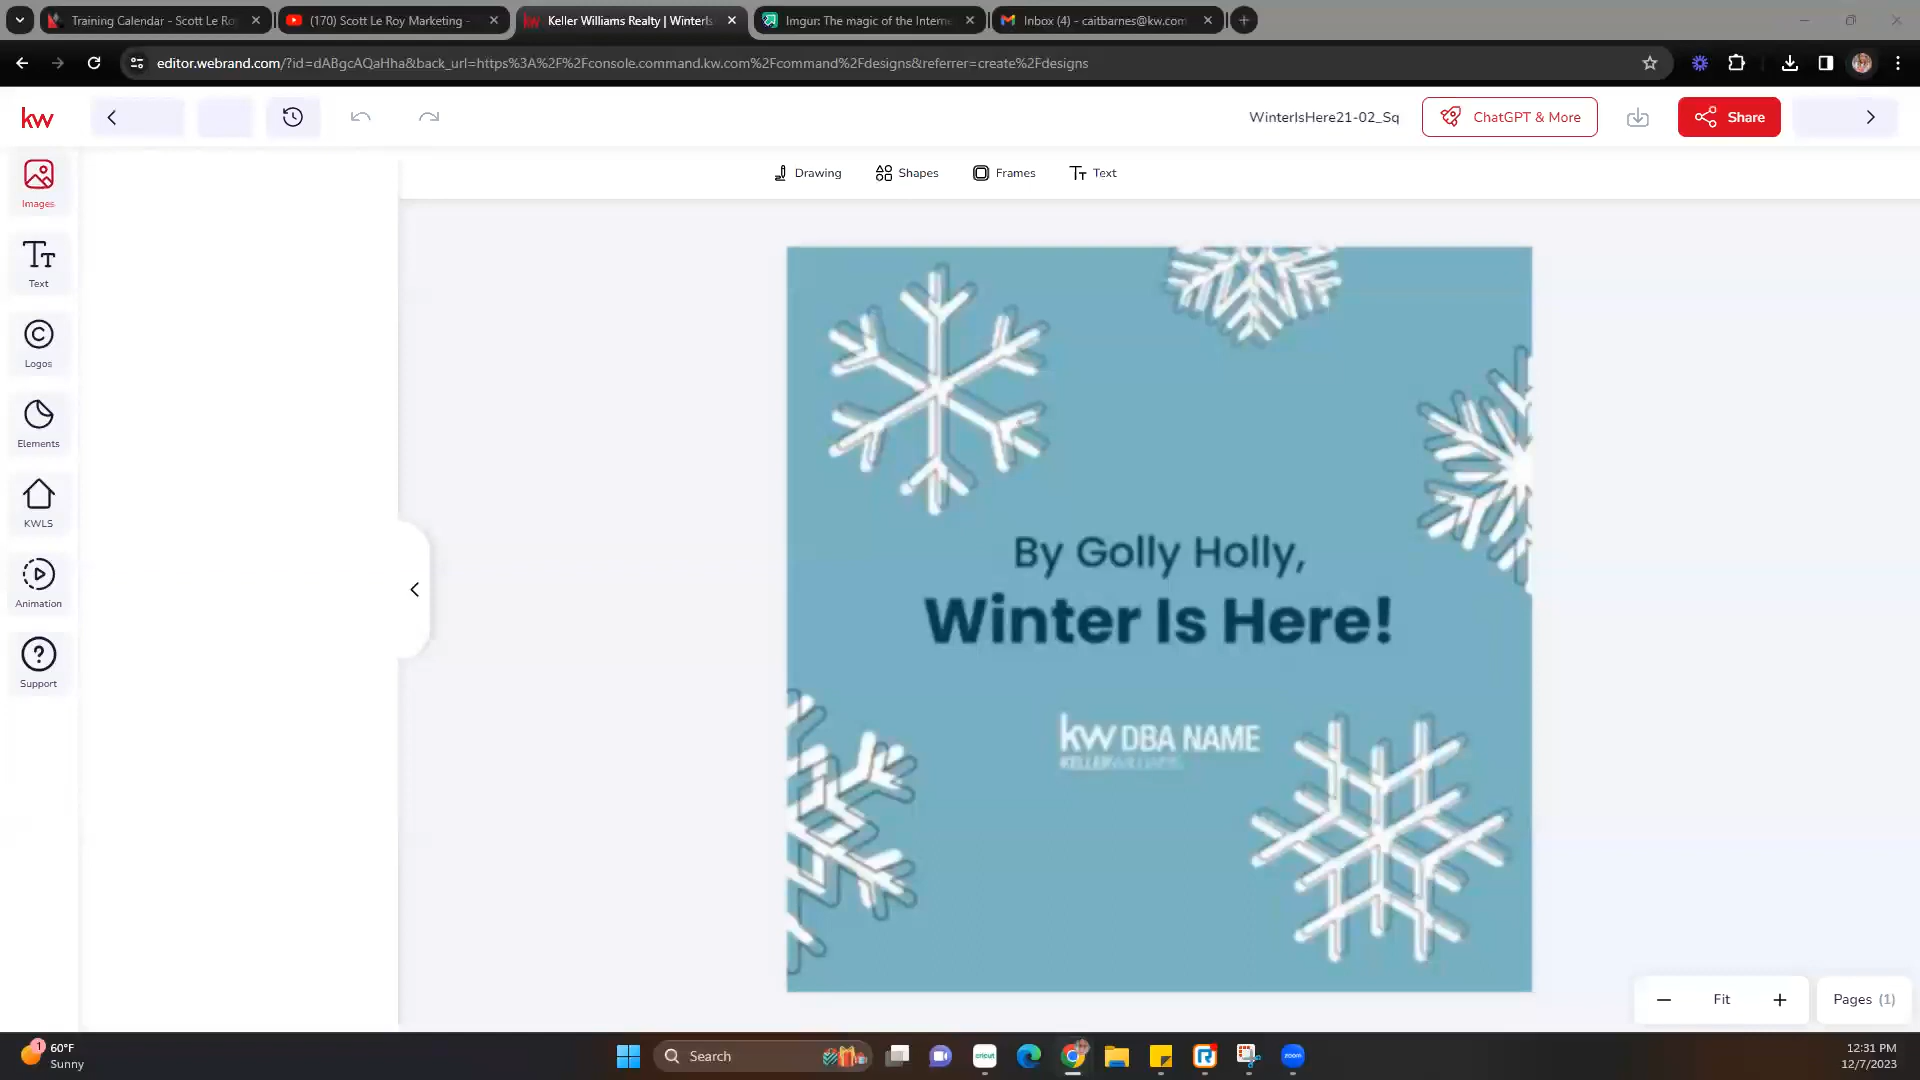 Training Calendar - Scott Le Ro
(170) Scott Le Roy Marketing -
Keller Williams Realty | WinterIs
Imgur: The magic of the Interne
Inbox (4) - caitbarnes@kw.com
editor.webrand.com/?id=dABgcAQaHha&back_url=https%3A%2F%2Fconsole.command.kw.com%2Fcommand%2Fdesigns&referrer=create%2Fdesigns
kw
WinterIsHere21-02_Sq
ChatGPT & More
Share
Drawing
Shapes
Frames
Text
Images
Text
Logos
Elements
KWLS
Animation
Support
By Golly Holly,
Winter Is Here!
kw DBA NAME
KELLERWILLIAMS
Fit
Pages (1)
1
60°F
Sunny
Search
cricut
zoom
12:31 PM
12/7/2023